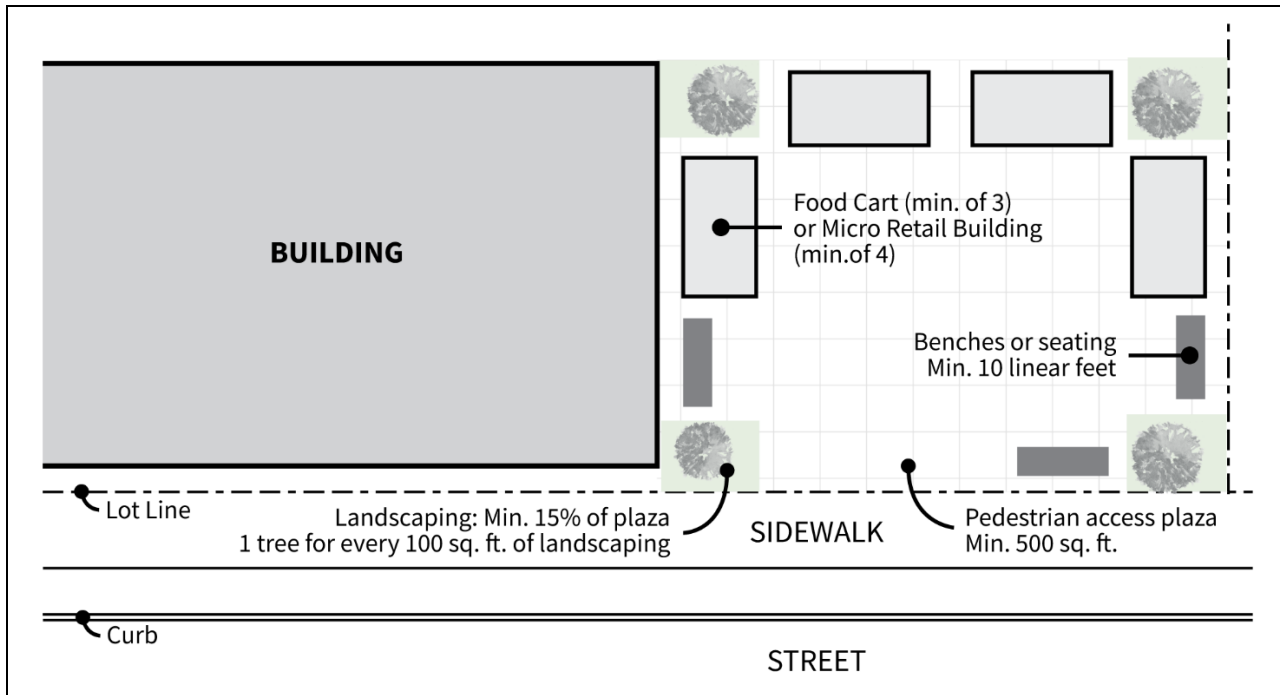 BUILDING
Food Cart (min. of 3)
or Micro Retail Building
(min.of 4)
Benches or seating
Min. 10 linear feet
Lot Line
Landscaping: Min. 15% of plaza
1 tree for every 100 sq. ft. of landscaping
SIDEWALK
Pedestrian access plaza
Min. 500 sq. ft.
Curb
STREET